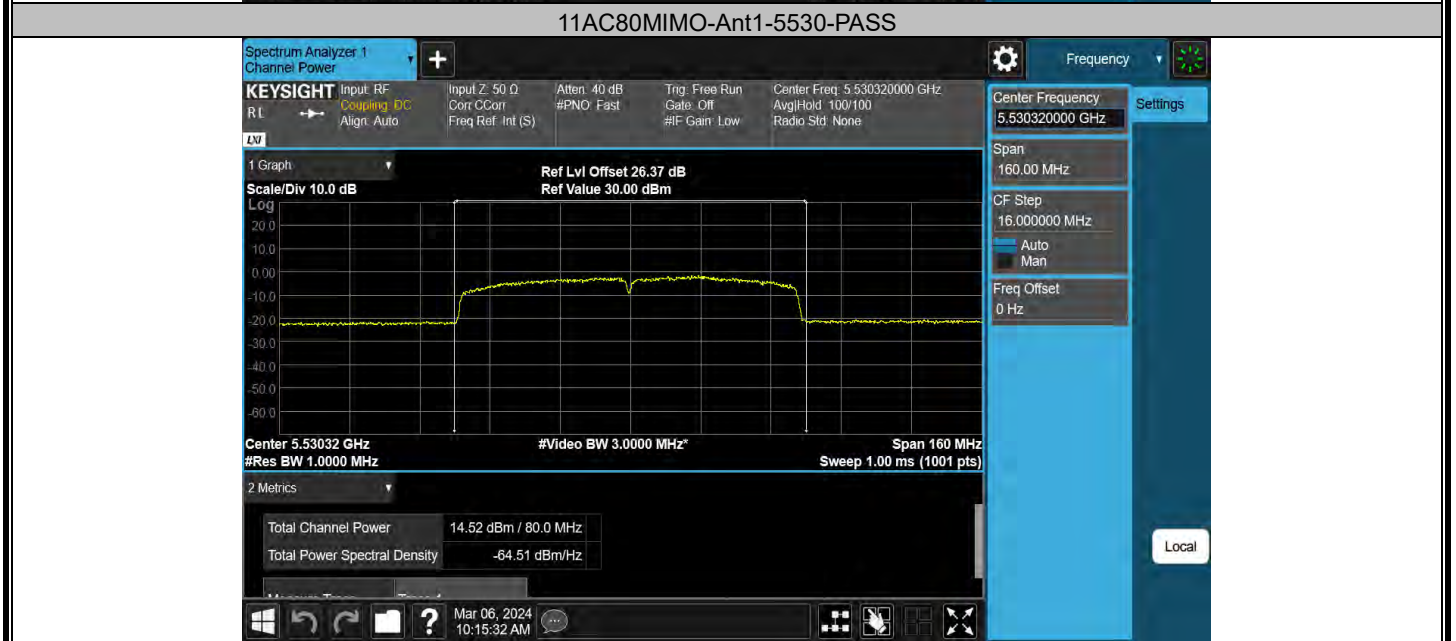 11AC80MIMO-Ant1-5530-PASS
Spectrum Analyzer 1
Channel Power
+
Frequency
KEYSIGHT
RL
LXI
Input: RF
Coupling: DC
Align: Auto
Input Z: 50 Ω
Corr CCorr
Freq Ref: Int (S)
Atten: 40 dB
#PNO: Fast
Trig: Free Run
Gate: Off
#IF Gain: Low
Center Freq: 5.530320000 GHz
Avg|Hold: 100/100
Radio Std: None
Center Frequency
5.530320000 GHz
Settings
Span
160.00 MHz
CF Step
16.000000 MHz
Auto
Man
Freq Offset
0 Hz
1 Graph
Scale/Div 10.0 dB
Ref Lvl Offset 26.37 dB
Ref Value 30.00 dBm
Log
20.0
10.0
0.00
-10.0
-20.0
-30.0
-40.0
-50.0
-60.0
Center 5.53032 GHz
#Video BW 3.0000 MHz*
Span 160 MHz
#Res BW 1.0000 MHz
Sweep 1.00 ms (1001 pts)
2 Metrics
Total Channel Power 14.52 dBm / 80.0 MHz
Total Power Spectral Density -64.51 dBm/Hz
Local
?
Mar 06, 2024
10:15:32 AM